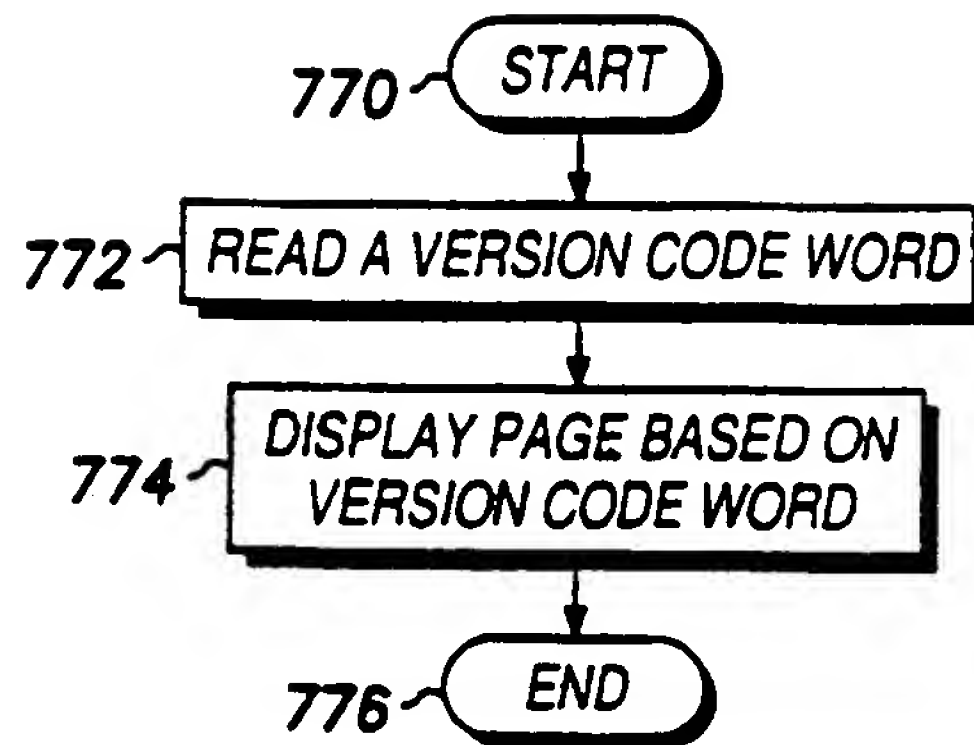 770 START
772 READ A VERSION CODE WORD
774 DISPLAY PAGE BASED ON
VERSION CODE WORD
776 END